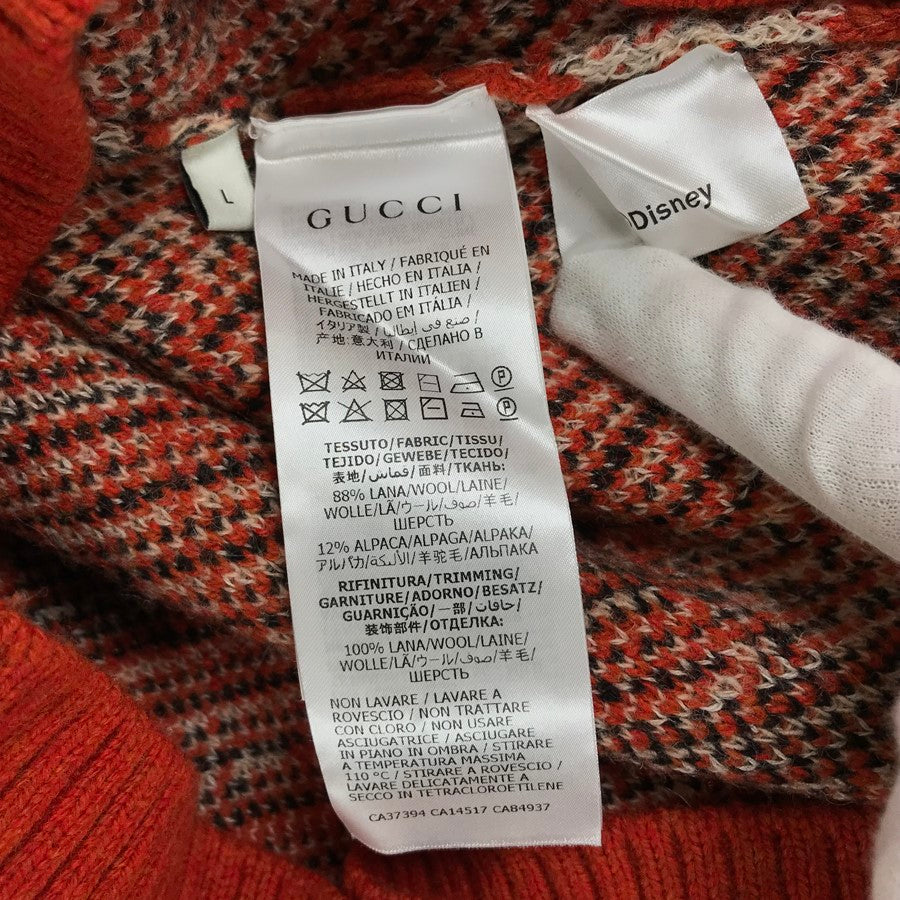 L
GUCCI
MADE IN ITALY / FABRIQUÉ EN
ITALIE / HECHO EN ITALIA /
HERGESTELLT IN ITALIEN /
FABRICADO EM ITÁLIA /
イタリア製 / صنع في إيطاليا /
产地:意大利 / СДЕЛАНО В
ИТАЛИИ
TESSUTO/FABRIC/TISSU/
TEJIDO/GEWEBE/TECIDO/
表地/قماش/面料/ТКАНЬ:
88% LANA/WOOL/LAINE/
WOLLE/LÃ/ウール/صوف/羊毛/
ШЕРСТЬ
12% ALPACA/ALPAGA/ALPAKA/
アルパカ/الألبكة/羊驼毛/АЛЬПАКА
RIFINITURA/TRIMMING/
GARNITURE/ADORNO/BESATZ/
GUARNIÇÃO/一部/حافات/
装饰部件/ОТДЕЛКА:
100% LANA/WOOL/LAINE/
WOLLE/LÃ/ウール/صوف/羊毛/
ШЕРСТЬ
NON LAVARE / LAVARE A
ROVESCIO / NON TRATTARE
CON CLORO / NON USARE
ASCIUGATRICE / ASCIUGARE
IN PIANO IN OMBRA / STIRARE
A TEMPERATURA MASSIMA
110 °C / STIRARE A ROVESCIO /
LAVARE DELICATAMENTE A
SECCO IN TETRACLOROETILENE
CA37394 CA14517 CA84937
Disney